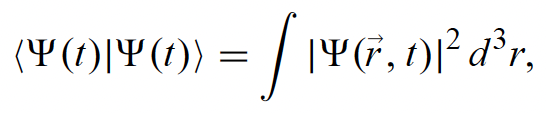 ⟨Ψ(t)|Ψ(t)⟩ = ∫ |Ψ(r⃗, t)|² d³r,